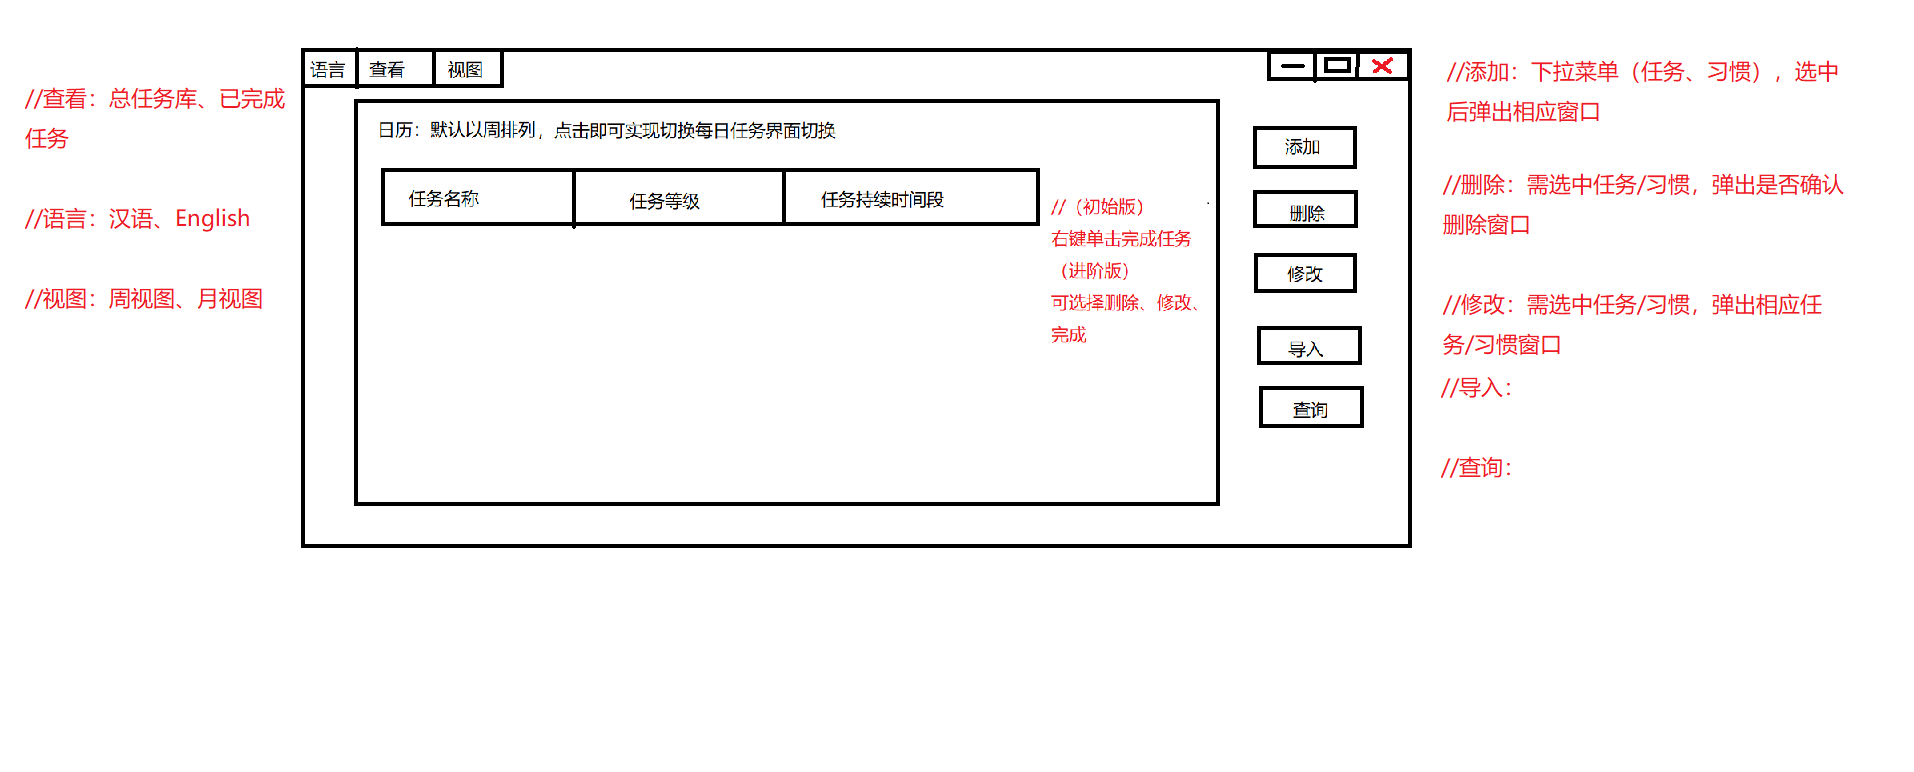 语言
查看
视图
//查看：总任务库、已完成
任务
//语言：汉语、English
//视图：周视图、月视图
日历：默认以周排列，点击即可实现切换每日任务界面切换
任务名称
任务等级
任务持续时间段
//（初始版）
右键单击完成任务
（进阶版）
可选择删除、修改、
完成
添加
删除
修改
导入
查询
//添加：下拉菜单（任务、习惯），选中
后弹出相应窗口
//删除：需选中任务/习惯，弹出是否确认
删除窗口
//修改：需选中任务/习惯，弹出相应任
务/习惯窗口
//导入：
//查询：